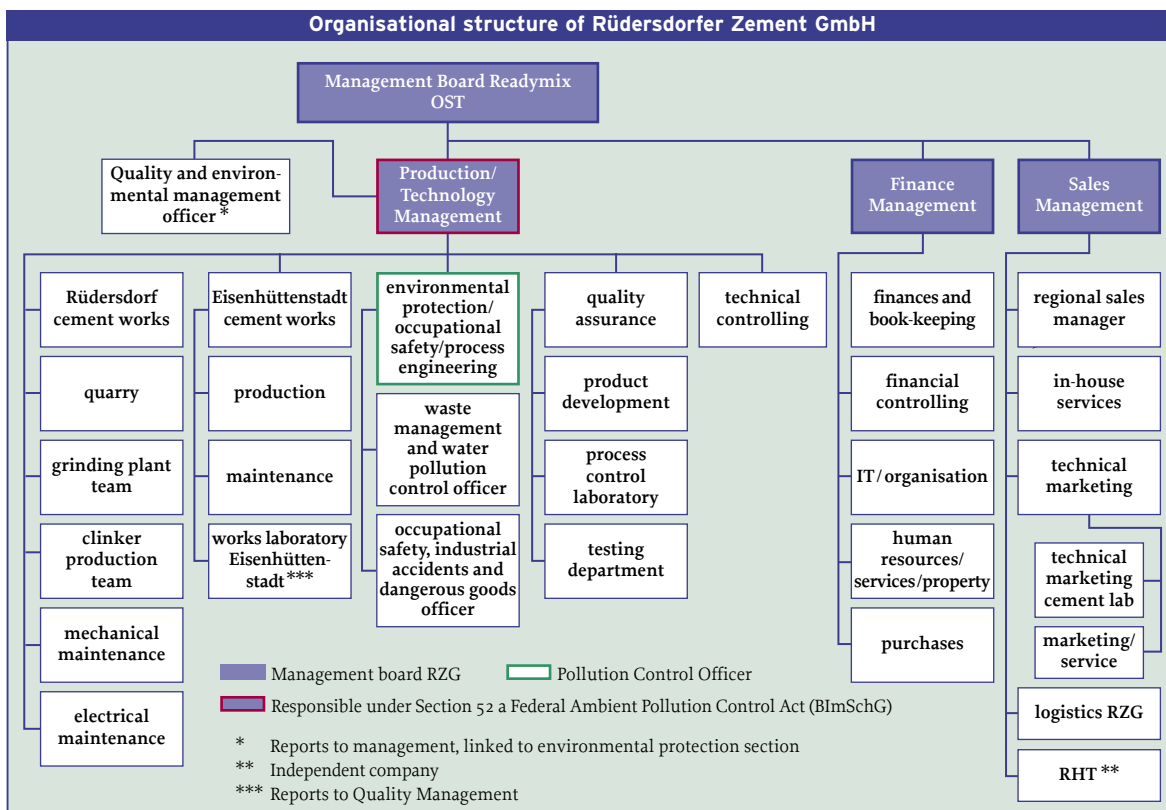 Organisational structure of Rüdersdorfer Zement GmbH
Management Board Readymix
OST
Quality and environ-
mental management
officer *
Production/
Technology
Management
Finance
Management
Sales
Management
Rüdersdorf
cement works
quarry
grinding plant
team
clinker
production
team
mechanical
maintenance
electrical
maintenance
Eisenhüttenstadt
cement works
production
maintenance
works laboratory
Eisenhütten-
stadt ***
environmental
protection/
occupational
safety/process
engineering
waste
management
and water
pollution
control officer
occupational
safety, industrial
accidents and
dangerous goods
officer
quality
assurance
product
development
process
control
laboratory
testing
department
technical
controlling
finances and
book-keeping
financial
controlling
IT/organisation
human
resources/
services/property
purchases
regional sales
manager
in-house
services
technical
marketing
technical
marketing
cement lab
marketing/
service
logistics RZG
RHT **
Management board RZG
Pollution Control Officer
Responsible under Section 52 a Federal Ambient Pollution Control Act (BImSchG)
* Reports to management, linked to environmental protection section
** Independent company
*** Reports to Quality Management